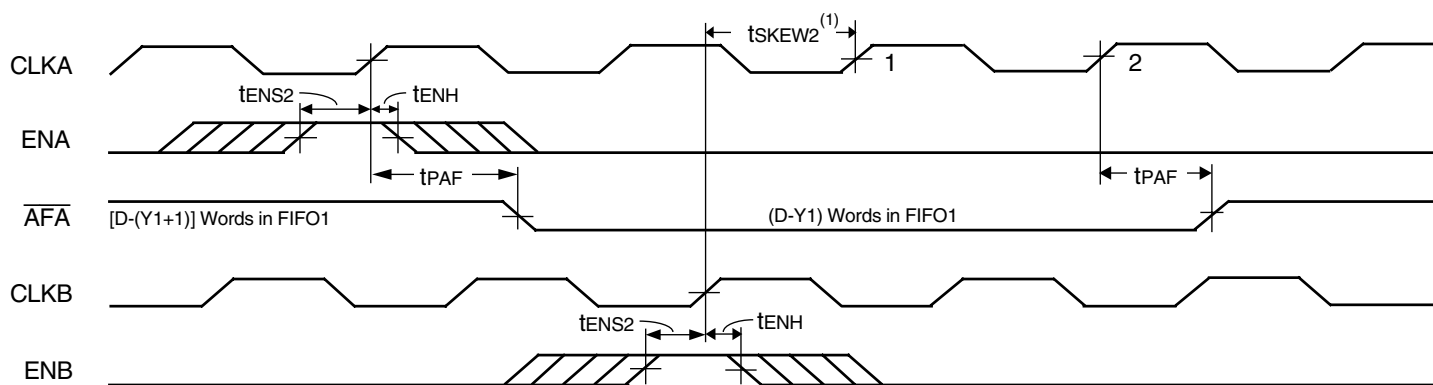 tSKEW2(1)
CLKA
1
2
tENS2
tENH
ENA
tPAF
tPAF
AFA
[D-(Y1+1)] Words in FIFO1
(D-Y1) Words in FIFO1
CLKB
tENS2
tENH
ENB